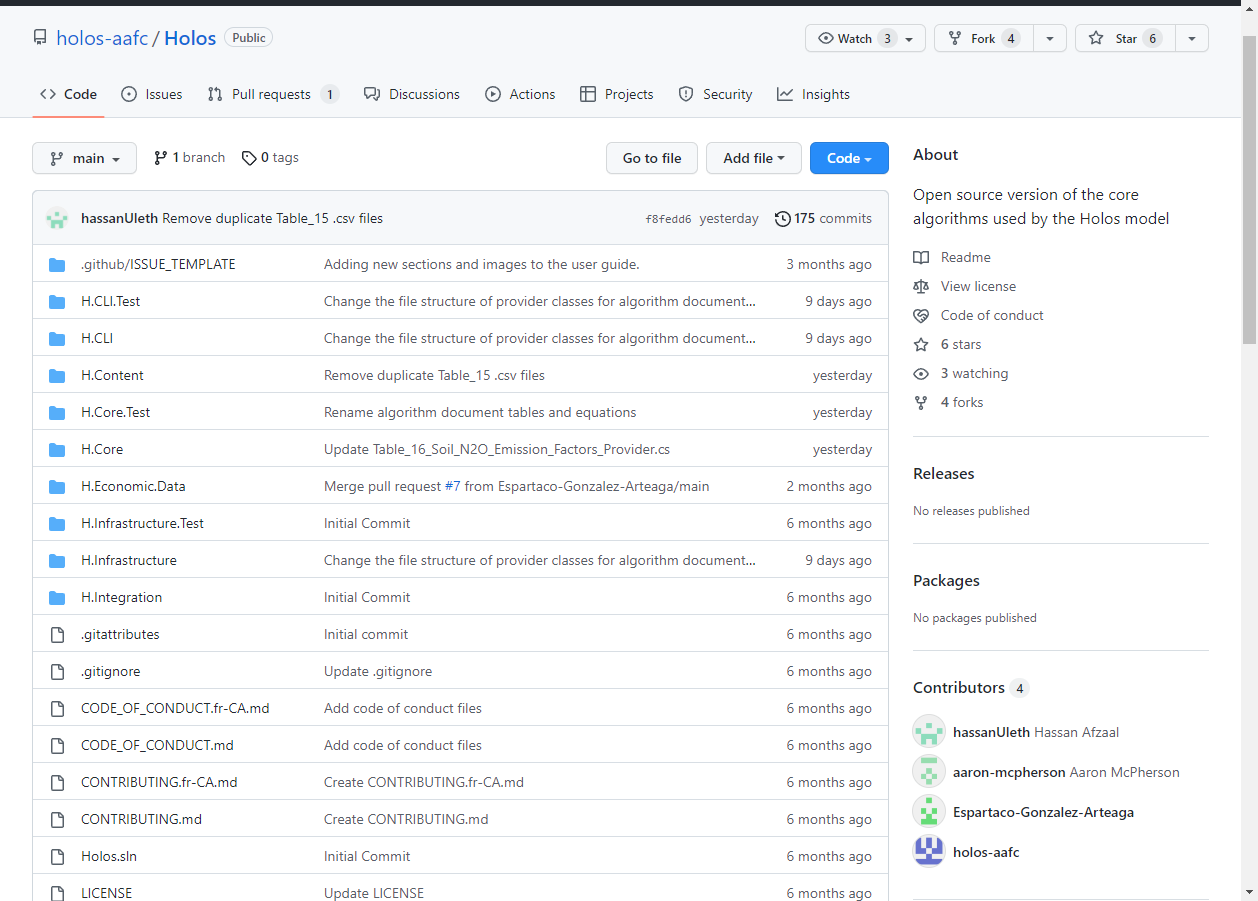 holos-aafc / Holos Public
Watch 3 Fork 4 Star 6
Code Issues Pull requests 1 Discussions Actions Projects Security Insights
main 1 branch 0 tags Go to file Add file Code
hassanUleth Remove duplicate Table_15 .csv files f8fedd6 yesterday 175 commits
.github/ISSUE_TEMPLATE Adding new sections and images to the user guide. 3 months ago
H.CLI.Test Change the file structure of provider classes for algorithm document... 9 days ago
H.CLI Change the file structure of provider classes for algorithm document... 9 days ago
H.Content Remove duplicate Table_15 .csv files yesterday
H.Core.Test Rename algorithm document tables and equations yesterday
H.Core Update Table_16_Soil_N2O_Emission_Factors_Provider.cs yesterday
H.Economic.Data Merge pull request #7 from Espartaco-Gonzalez-Arteaga/main 2 months ago
H.Infrastructure.Test Initial Commit 6 months ago
H.Infrastructure Change the file structure of provider classes for algorithm document... 9 days ago
H.Integration Initial Commit 6 months ago
.gitattributes Initial commit 6 months ago
.gitignore Update .gitignore 6 months ago
CODE_OF_CONDUCT.fr-CA.md Add code of conduct files 6 months ago
CODE_OF_CONDUCT.md Add code of conduct files 6 months ago
CONTRIBUTING.fr-CA.md Create CONTRIBUTING.fr-CA.md 6 months ago
CONTRIBUTING.md Create CONTRIBUTING.md 6 months ago
Holos.sln Initial Commit 6 months ago
LICENSE Update LICENSE 6 months ago
About
Open source version of the core
algorithms used by the Holos model
Readme
View license
Code of conduct
6 stars
3 watching
4 forks
Releases
No releases published
Packages
No packages published
Contributors 4
hassanUleth Hassan Afzaal
aaron-mcpherson Aaron McPherson
Espartaco-Gonzalez-Arteaga
holos-aafc